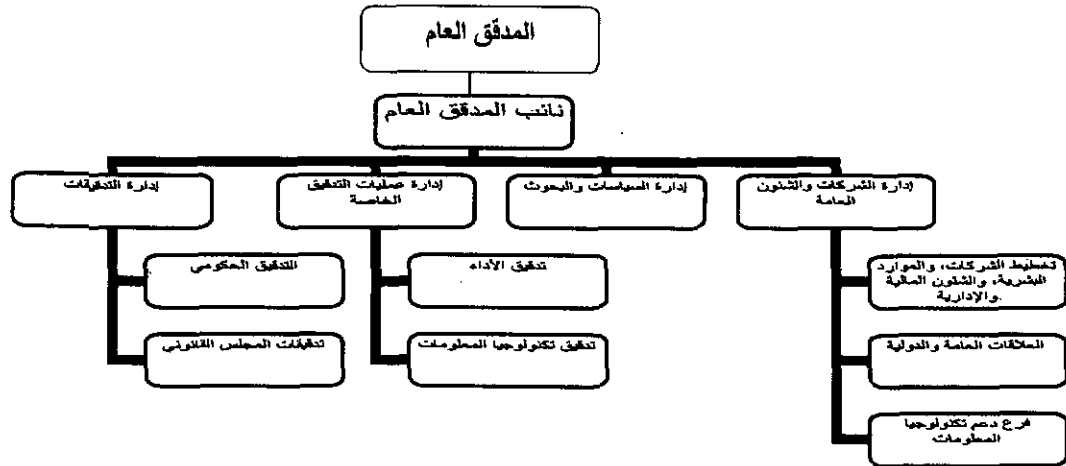 المدقق العام
نائب المدقق العام
إدارة الشركات والشئون
العامة
إدارة السياسات والبحوث
إدارة عمليات التدقيق
الخاصة
إدارة التدقيقات
تخطيط الشركات، والموارد
البشرية، والشئون المالية
والإدارية.
العلاقات العامة والدولية
فرع دعم تكنولوجيا
المعلومات
تدقيق الأداء
تدقيق تكنولوجيا المعلومات
التدقيق الحكومي
تدقيقات المجلس القانوني